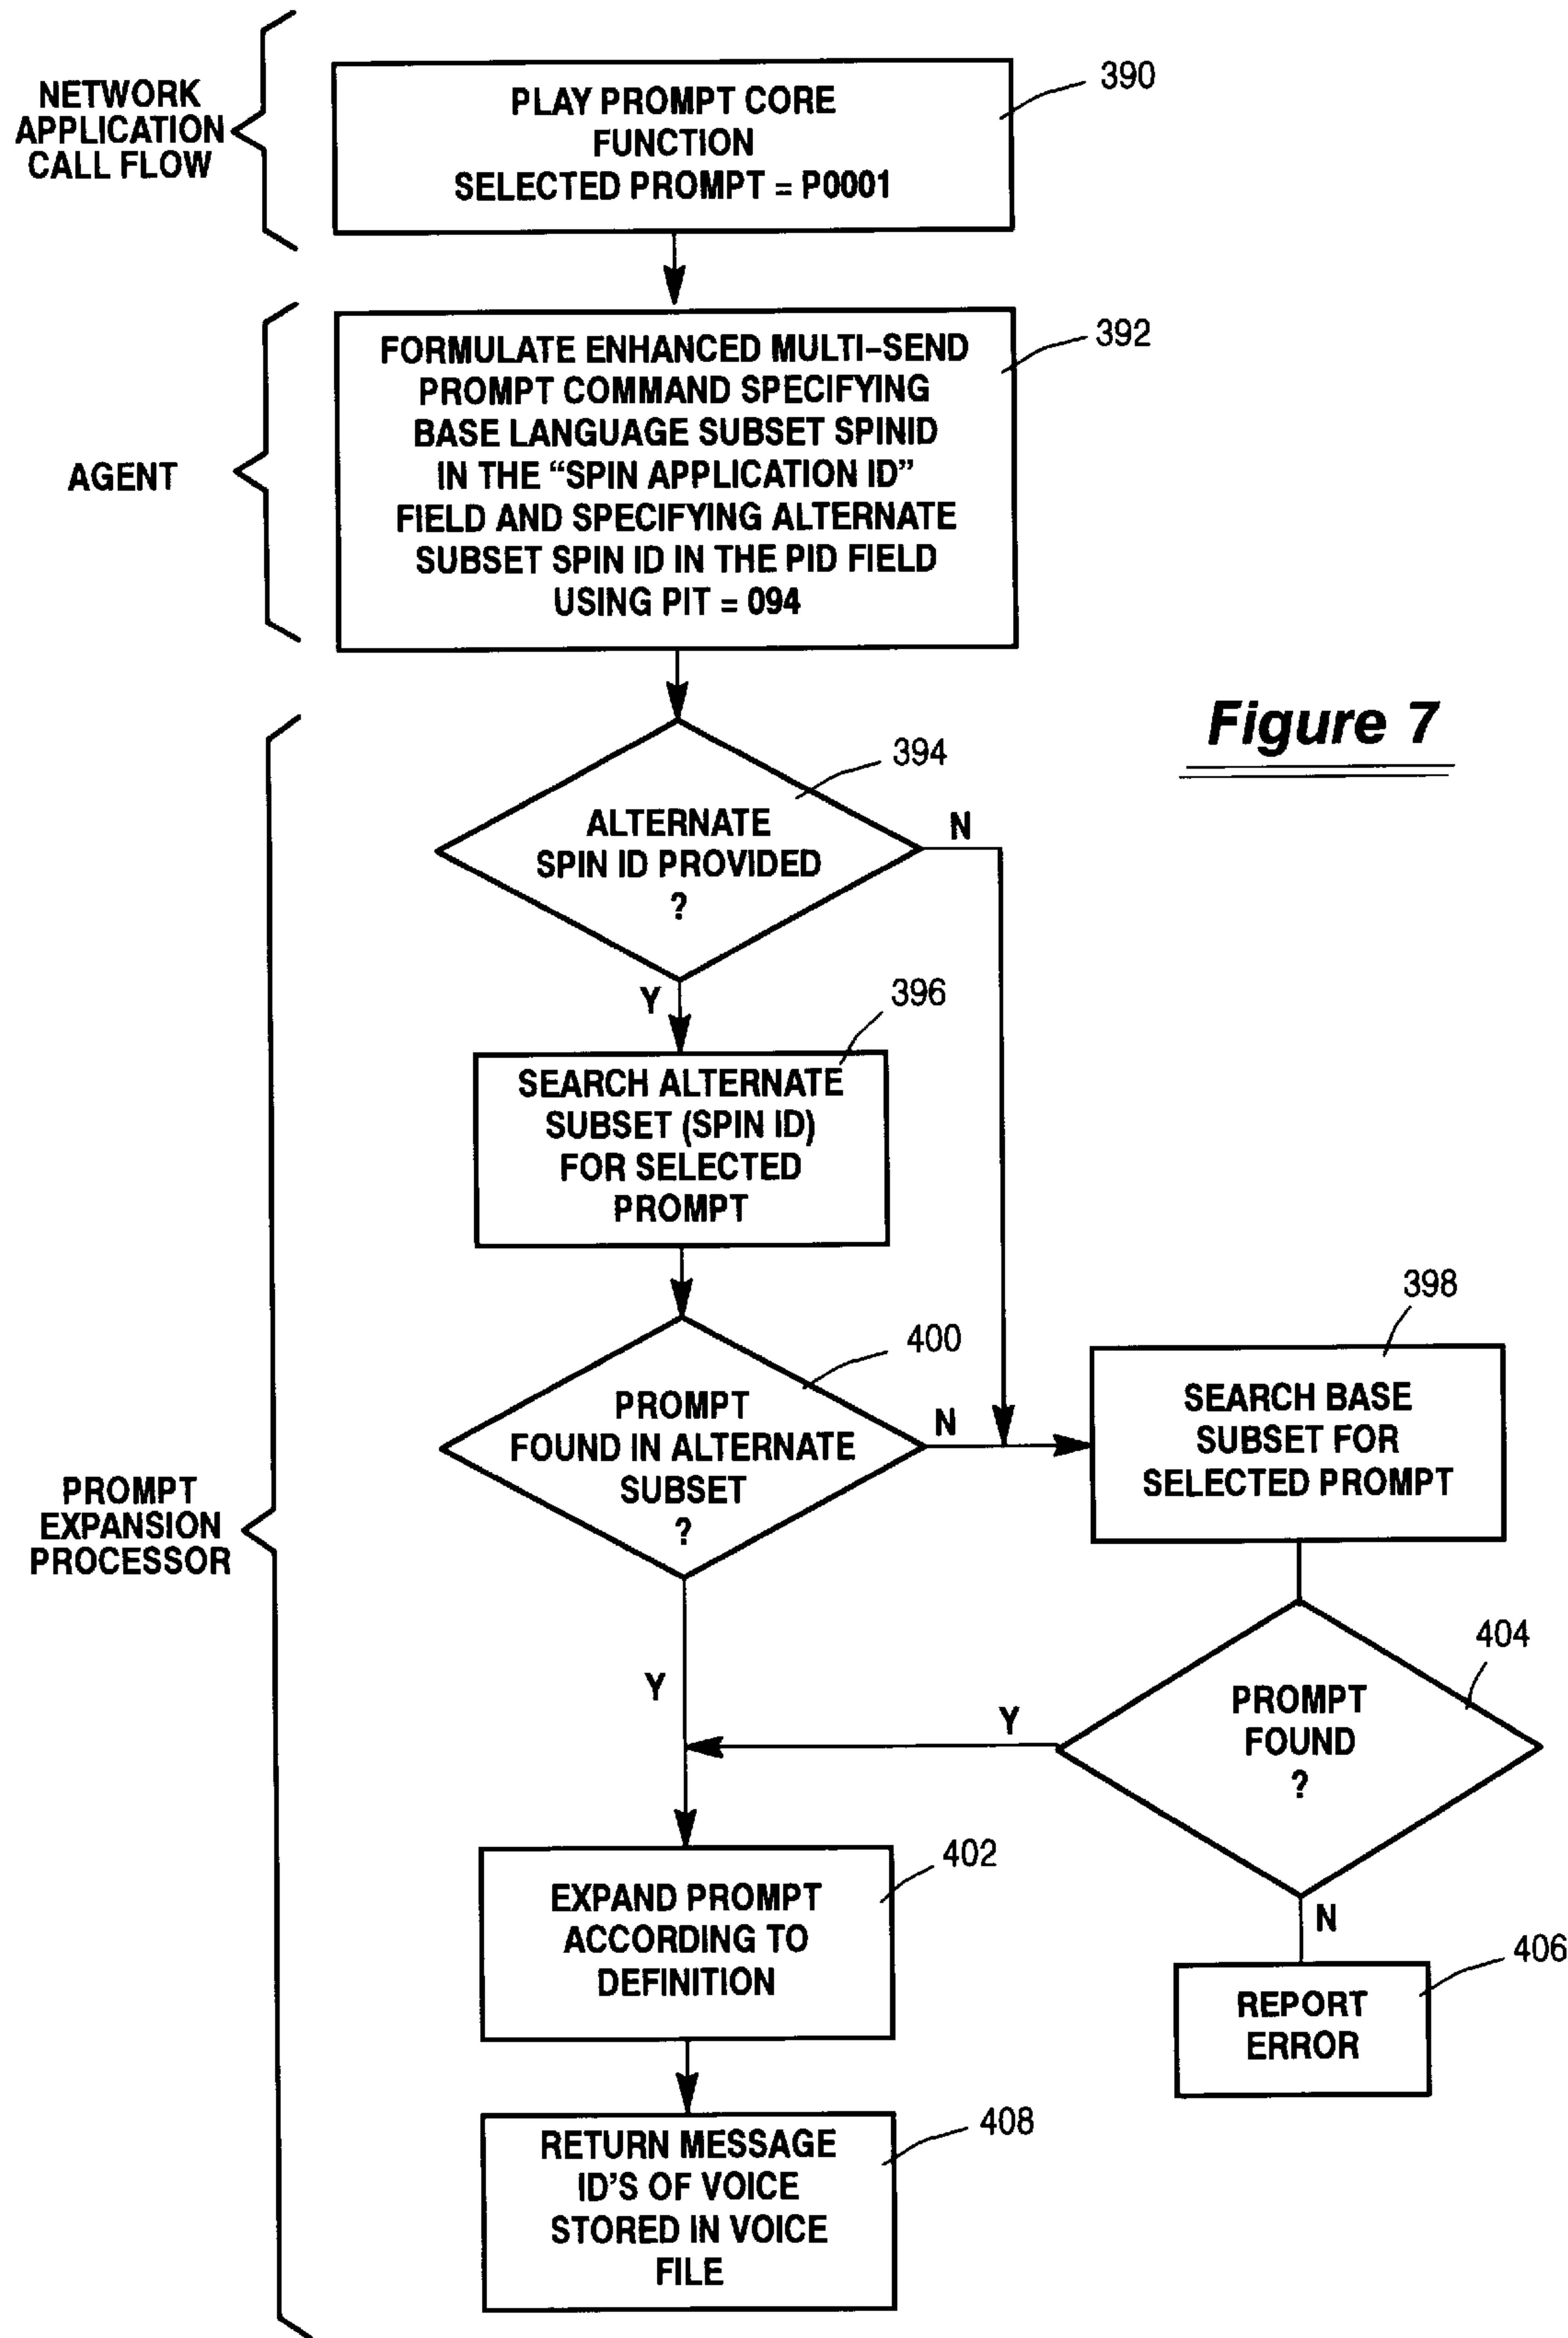 NETWORK
APPLICATION
CALL FLOW
PLAY PROMPT CORE
FUNCTION
SELECTED PROMPT = P0001
390
AGENT
FORMULATE ENHANCED MULTI-SEND
PROMPT COMMAND SPECIFYING
BASE LANGUAGE SUBSET SPINID
IN THE “SPIN APPLICATION ID”
FIELD AND SPECIFYING ALTERNATE
SUBSET SPIN ID IN THE PID FIELD
USING PIT = 094
392
Figure 7
PROMPT
EXPANSION
PROCESSOR
ALTERNATE
SPIN ID PROVIDED
?
394
N
Y
SEARCH ALTERNATE
SUBSET (SPIN ID)
FOR SELECTED
PROMPT
396
PROMPT
FOUND IN ALTERNATE
SUBSET
?
400
N
Y
SEARCH BASE
SUBSET FOR
SELECTED PROMPT
398
PROMPT
FOUND
?
404
Y
N
EXPAND PROMPT
ACCORDING TO
DEFINITION
402
REPORT
ERROR
406
RETURN MESSAGE
ID'S OF VOICE
STORED IN VOICE
FILE
408